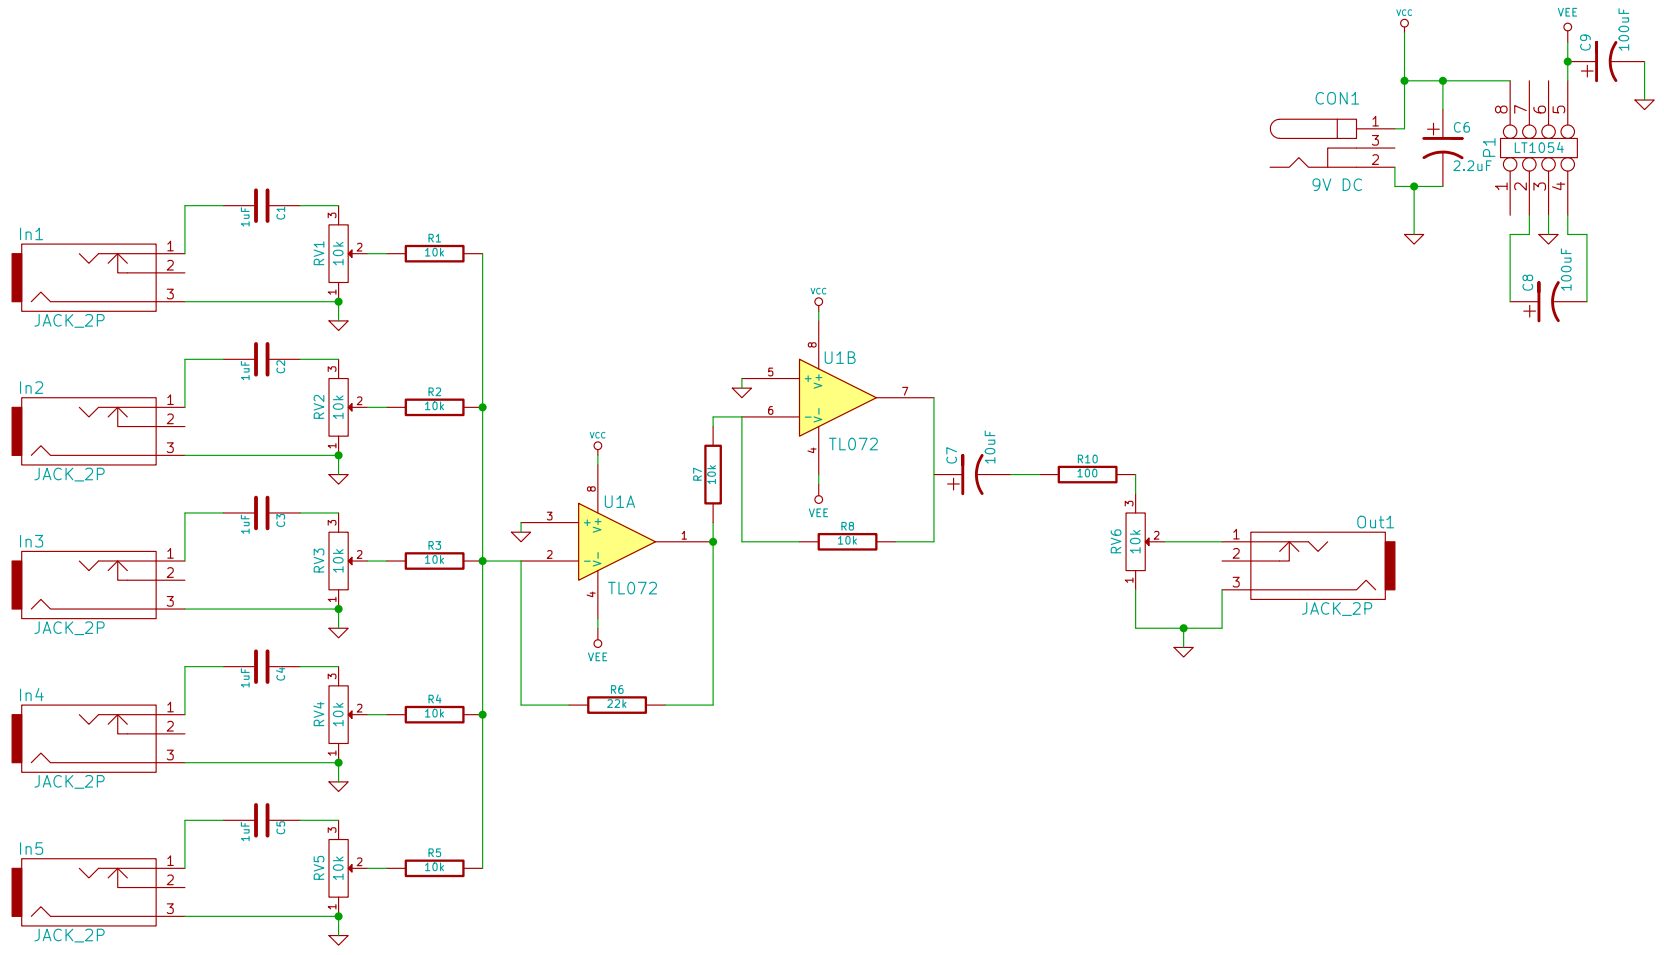 In1
JACK_2P
1
2
3
1uF
C1
3
RV1
10k
2
1
R1
10k
In2
JACK_2P
1
2
3
1uF
C2
3
RV2
10k
2
1
R2
10k
In3
JACK_2P
1
2
3
1uF
C3
3
RV3
10k
2
1
R3
10k
In4
JACK_2P
1
2
3
1uF
C4
3
RV4
10k
2
1
R4
10k
In5
JACK_2P
1
2
3
1uF
C5
3
RV5
10k
2
1
R5
10k
VCC
8
U1A
3
+
V+
2
-
V-
1
4
TL072
VEE
R6
22k
R7
10k
VCC
8
U1B
5
+
V+
6
-
V-
7
4
TL072
VEE
R8
10k
C7
+
10uF
R10
100
3
RV6
10k
2
1
Out1
1
2
3
JACK_2P
VCC
CON1
1
3
2
9V DC
+
C6
2.2uF
VEE
C9
+
100uF
8
7
6
5
P1
LT1054
1
2
3
4
C8
+
100uF